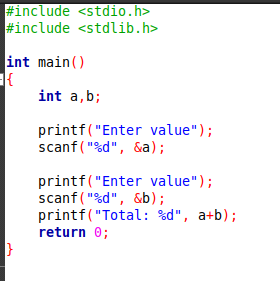 #include <stdio.h>
#include <stdlib.h>

int main()
{
    int a,b;

    printf("Enter value");
    scanf("%d", &a);

    printf("Enter value");
    scanf("%d", &b);
    printf("Total: %d", a+b);
    return 0;
}